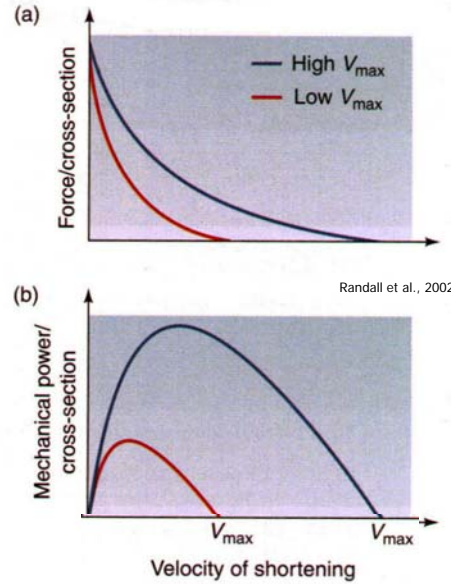 (a)
Force/cross-section
High Vmax
Low Vmax
Randall et al., 2002
(b)
Mechanical power/
cross-section
Vmax
Vmax
Velocity of shortening